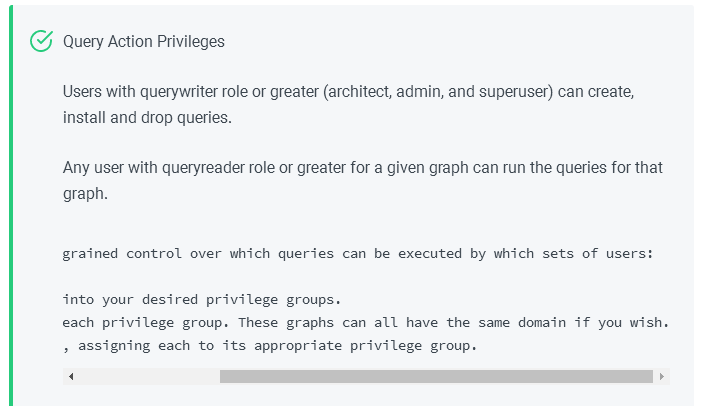 Query Action Privileges
Users with querywriter role or greater (architect, admin, and superuser) can create,
install and drop queries.
Any user with queryreader role or greater for a given graph can run the queries for that
graph.
grained control over which queries can be executed by which sets of users:
into your desired privilege groups.
each privilege group. These graphs can all have the same domain if you wish.
, assigning each to its appropriate privilege group.